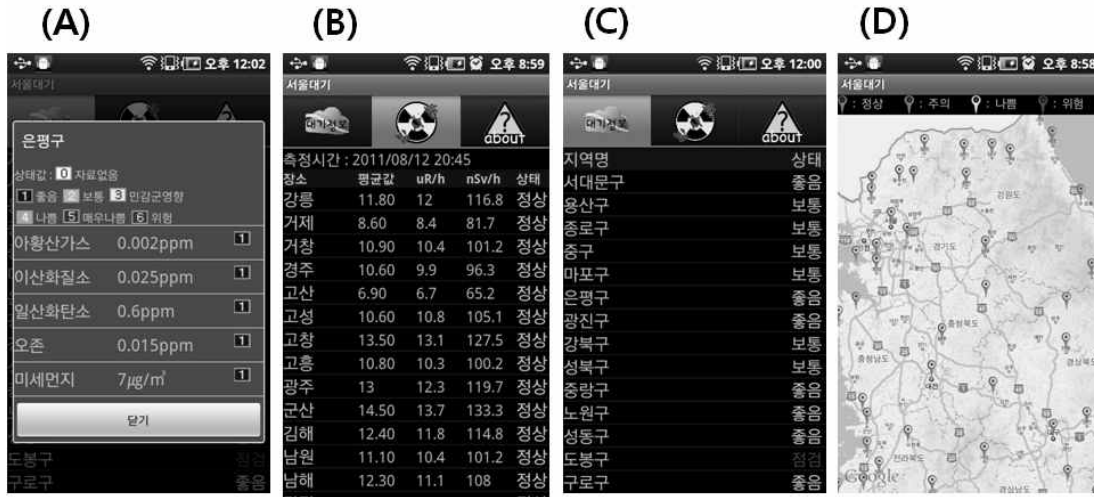 (A)
오후 12:02
서울대기
은평구
상태값 : 0 자료없음
1 좋음 2 보통 3 민감군영향
4 나쁨 5 매우나쁨 6 위험
아황산가스 0.002ppm 1
이산화질소 0.025ppm 1
일산화탄소 0.6ppm 1
오존 0.015ppm 1
미세먼지 7μg/m³ 1
닫기
도봉구 점검
구로구 좋음
(B)
오후 8:59
서울대기
대기정보 about
측정시간 : 2011/08/12 20:45
장소 평균값 uR/h nSv/h 상태
강릉 11.80 12 116.8 정상
거제 8.60 8.4 81.7 정상
거창 10.90 10.4 101.2 정상
경주 10.60 9.9 96.3 정상
고산 6.90 6.7 65.2 정상
고성 10.60 10.8 105.1 정상
고창 13.50 13.1 127.5 정상
고흥 10.80 10.3 100.2 정상
광주 13 12.3 119.7 정상
군산 14.50 13.7 133.3 정상
김해 12.40 11.8 114.8 정상
남원 11.10 10.4 101.2 정상
남해 12.30 11.1 108 정상
(C)
오후 12:00
서울대기
대기정보 about
지역명 상태
서대문구 좋음
용산구 보통
종로구 보통
중구 보통
마포구 보통
은평구 좋음
광진구 좋음
강북구 보통
성북구 보통
중랑구 좋음
노원구 좋음
성동구 좋음
도봉구 점검
구로구 좋음
(D)
오후 8:58
서울대기
: 정상 : 주의 : 나쁨 : 위험
강원도
경기도
충청북도
충청남도
경상북도
대전
전라북도
Google
경상남도